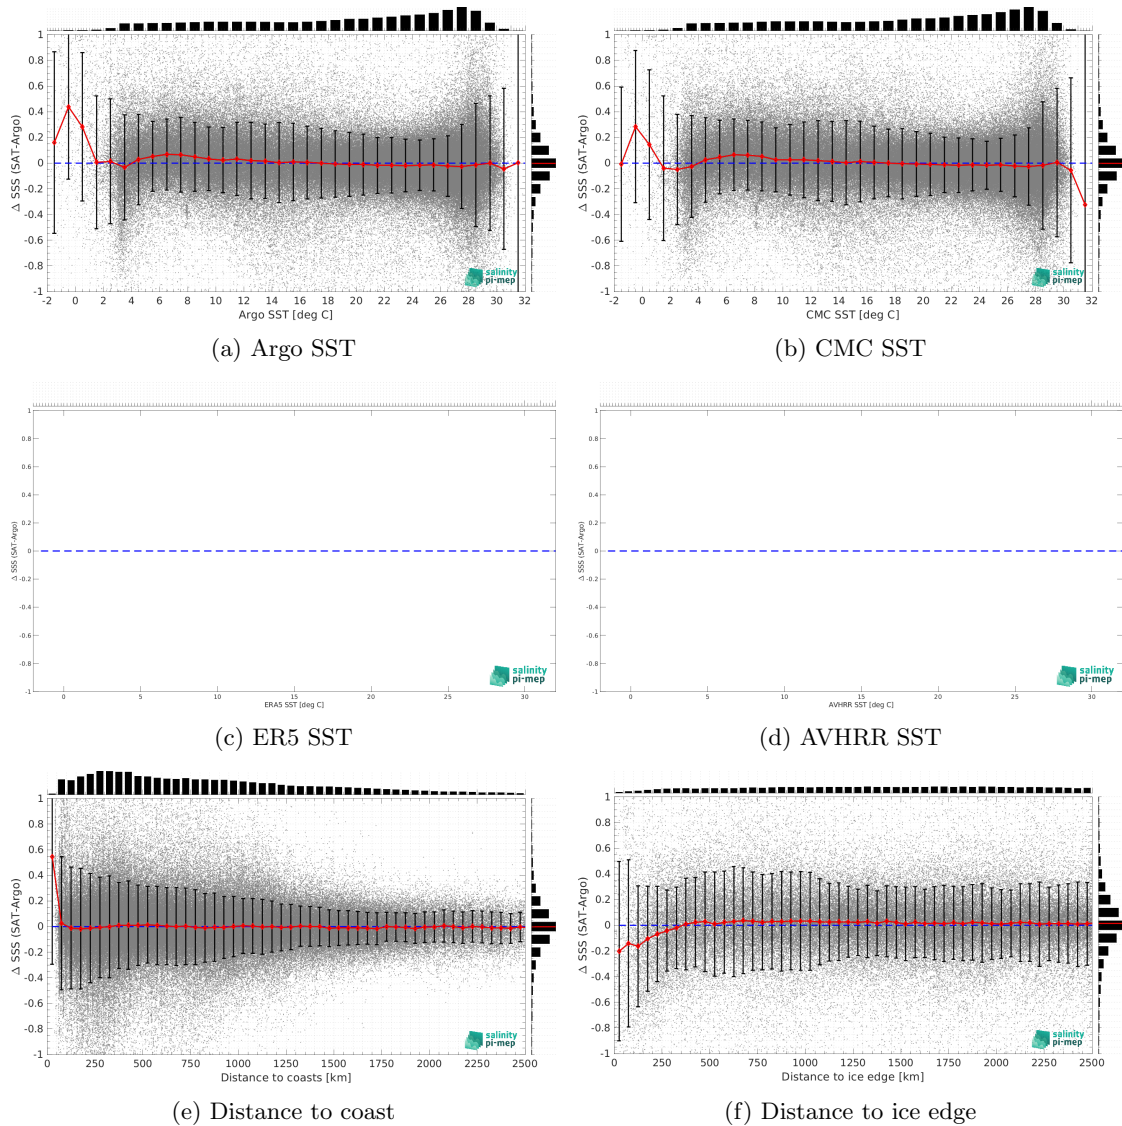 1
0.8
0.6
0.4
0.2
0
-0.2
-0.4
-0.6
-0.8
-1
Δ SSS (SAT-Argo)
salinity
pi-mep
-2 0 2 4 6 8 10 12 14 16 18 20 22 24 26 28 30 32
Argo SST [deg C]
(a) Argo SST
1
0.8
0.6
0.4
0.2
0
-0.2
-0.4
-0.6
-0.8
-1
Δ SSS (SAT-Argo)
salinity
pi-mep
-2 0 2 4 6 8 10 12 14 16 18 20 22 24 26 28 30 32
CMC SST [deg C]
(b) CMC SST
1
0.8
0.6
0.4
0.2
0
-0.2
-0.4
-0.6
-0.8
-1
Δ SSS (SAT-Argo)
salinity
pi-mep
0 5 10 15 20 25 30
ERA5 SST [deg C]
(c) ER5 SST
1
0.8
0.6
0.4
0.2
0
-0.2
-0.4
-0.6
-0.8
-1
Δ SSS (SAT-Argo)
salinity
pi-mep
0 5 10 15 20 25 30
AVHRR SST [deg C]
(d) AVHRR SST
1
0.8
0.6
0.4
0.2
0
-0.2
-0.4
-0.6
-0.8
-1
Δ SSS (SAT-Argo)
salinity
pi-mep
0 250 500 750 1000 1250 1500 1750 2000 2250 2500
Distance to coasts [km]
(e) Distance to coast
1
0.8
0.6
0.4
0.2
0
-0.2
-0.4
-0.6
-0.8
-1
Δ SSS (SAT-Argo)
salinity
pi-mep
0 250 500 750 1000 1250 1500 1750 2000 2250 2500
Distance to ice edge [km]
(f) Distance to ice edge